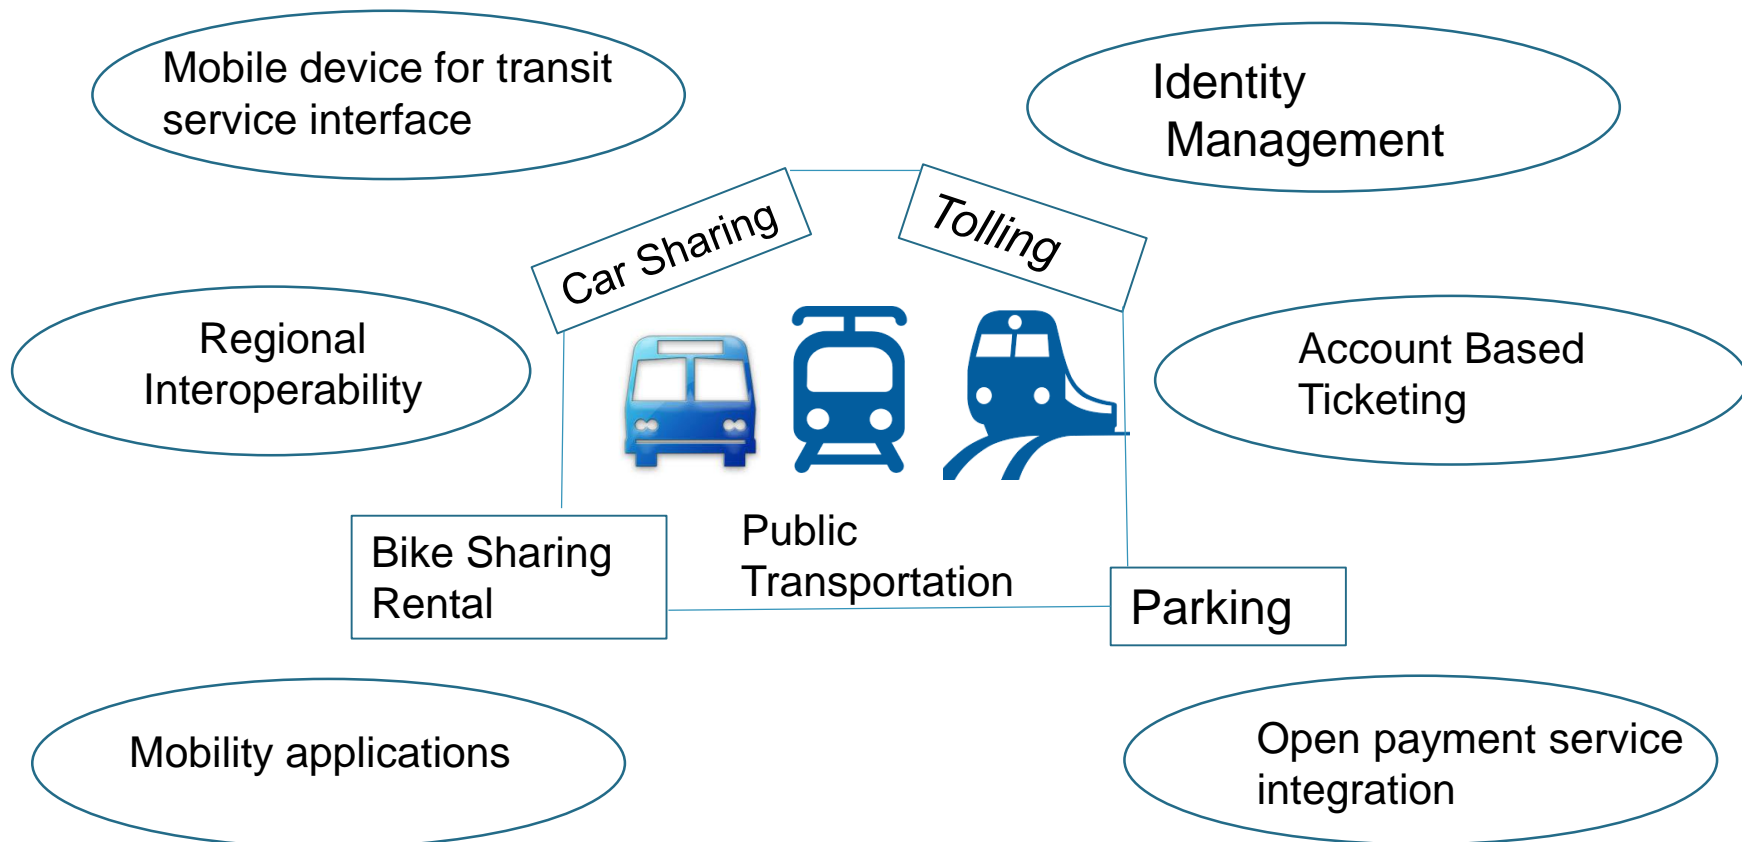 Mobile device for transit
service interface
Identity
Management
Car Sharing
Tolling
Regional
Interoperability
Account Based
Ticketing
Bike Sharing
Rental
Public
Transportation
Parking
Mobility applications
Open payment service
integration